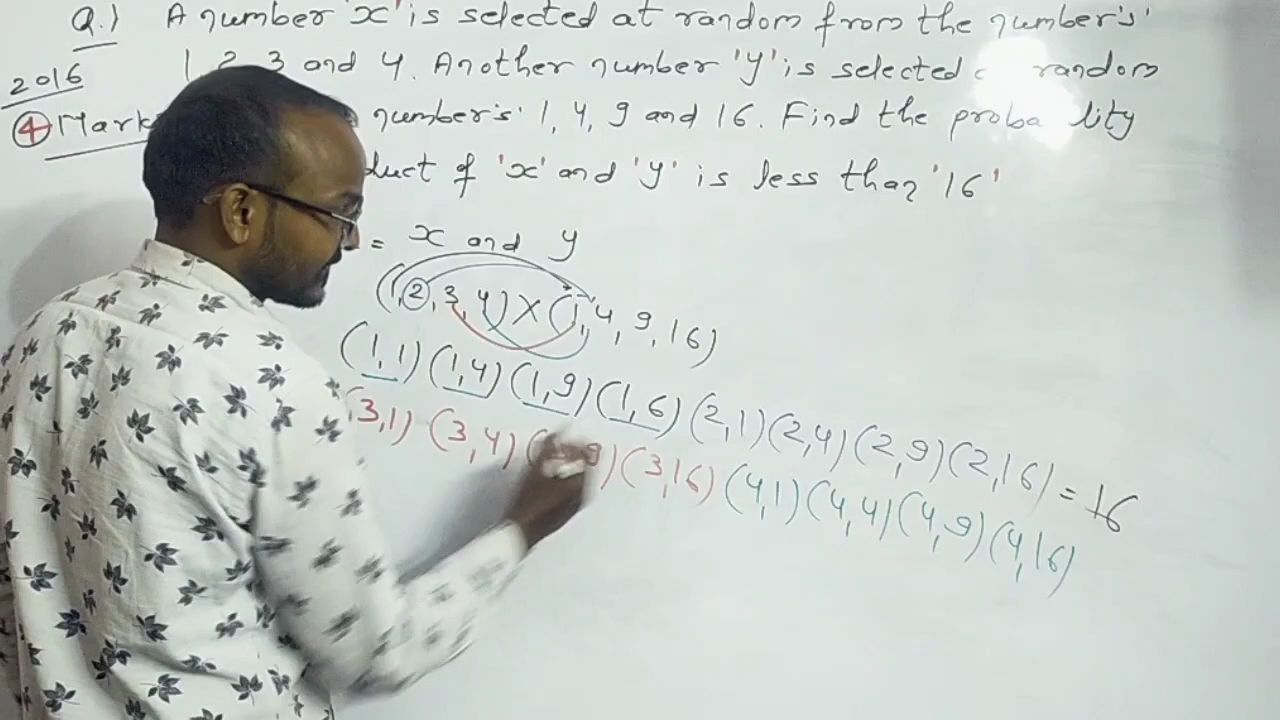 Q.1 A number 'x' is selected at random from the number's'
2016 1, 2, 3 and 4. Another number 'y' is selected random
4 Mark number's' 1, 4, 9 and 16. Find the proba lity
duct of 'x' and 'y' is less than '16'
= x and y
(1, 2, 3, 4) X (1, 4, 9, 16)
(1,1) (1,4) (1,9) (1,6) (2,1) (2,4) (2,9) (2,16) = 16
(3,1) (3,4) 9) (3,16) (4,1) (4,4) (4,9) (4,16)